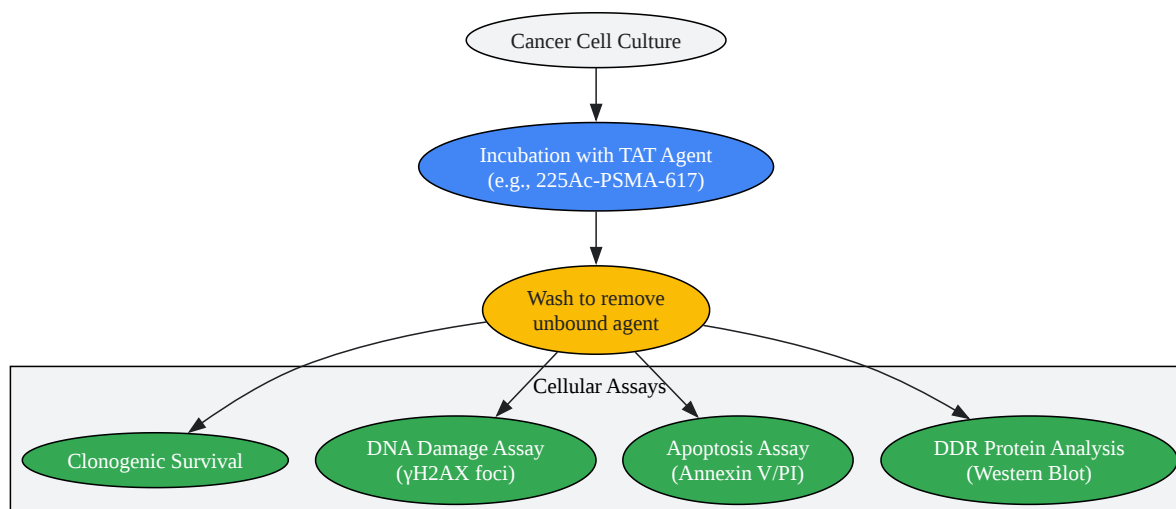 Cancer Cell Culture
Incubation with TAT Agent
(e.g., 225Ac-PSMA-617)
Wash to remove
unbound agent
Cellular Assays
Clonogenic Survival
DNA Damage Assay
(γH2AX foci)
Apoptosis Assay
(Annexin V/PI)
DDR Protein Analysis
(Western Blot)